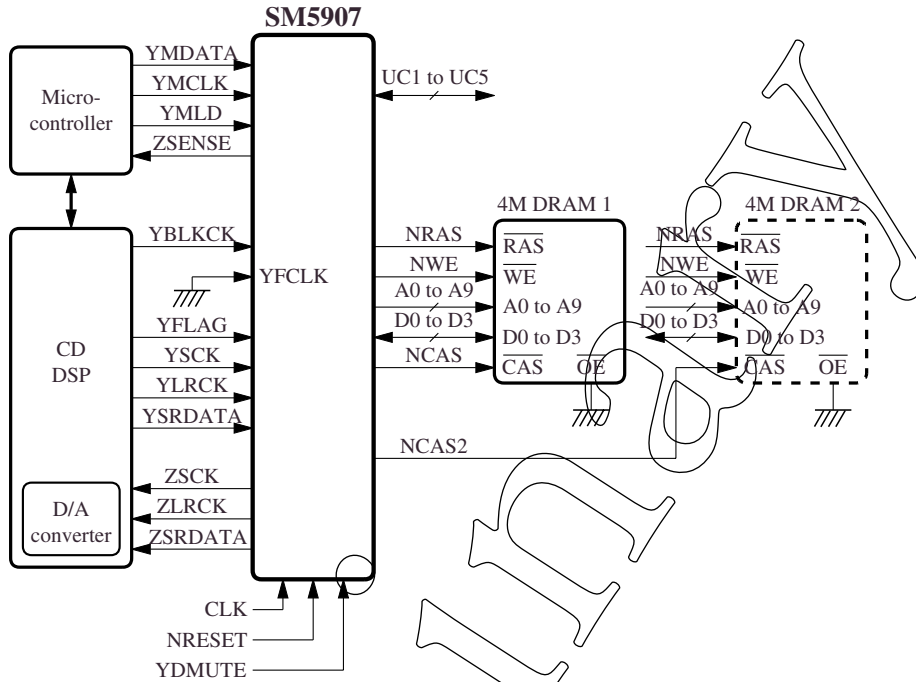 SM5907
Micro-
controller
YMDATA
YMCLK
YMLD
ZSENSE
UC1 to UC5
CD
DSP
YBLKCK
YFCLK
YFLAG
YSCK
YLRCK
YSRDATA
D/A
converter
ZSCK
ZLRCK
ZSRDATA
NRAS
NWE
A0 to A9
D0 to D3
NCAS
NCAS2
4M DRAM 1
RAS
WE
A0 to A9
D0 to D3
CAS
OE
NRAS
NWE
A0 to A9
D0 to D3
4M DRAM 2
RAS
WE
A0 to A9
D0 to D3
CAS
OE
CLK
NRESET
YDMUTE